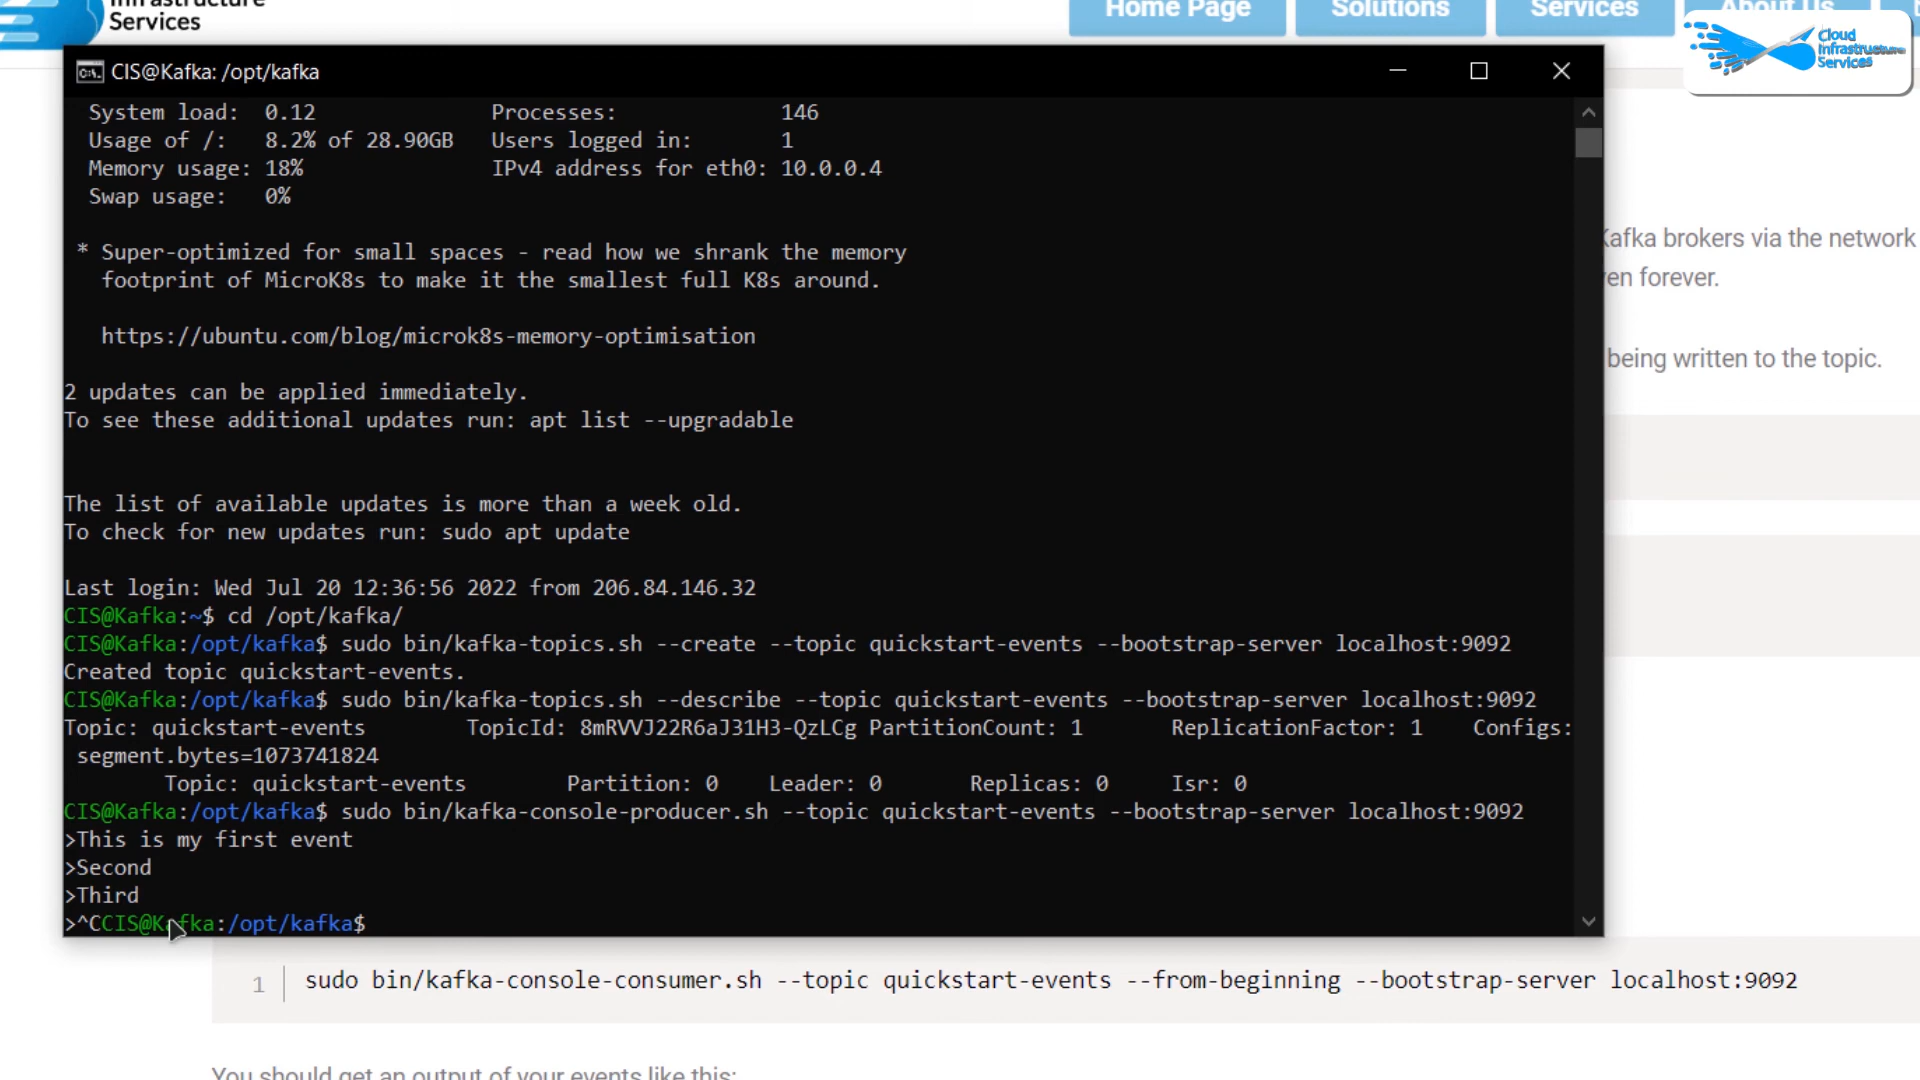 Infrastructure
Services
Home Page
Solutions
Services
About Us
Cloud
Infrastructure
Services
CIS@Kafka: /opt/kafka
System load: 0.12 Processes: 146
Usage of /: 8.2% of 28.90GB Users logged in: 1
Memory usage: 18% IPv4 address for eth0: 10.0.0.4
Swap usage: 0%
* Super-optimized for small spaces - read how we shrank the memory
footprint of MicroK8s to make it the smallest full K8s around.
https://ubuntu.com/blog/microk8s-memory-optimisation
2 updates can be applied immediately.
To see these additional updates run: apt list --upgradable
The list of available updates is more than a week old.
To check for new updates run: sudo apt update
Last login: Wed Jul 20 12:36:56 2022 from 206.84.146.32
CIS@Kafka:~$ cd /opt/kafka/
CIS@Kafka:/opt/kafka$ sudo bin/kafka-topics.sh --create --topic quickstart-events --bootstrap-server localhost:9092
Created topic quickstart-events.
CIS@Kafka:/opt/kafka$ sudo bin/kafka-topics.sh --describe --topic quickstart-events --bootstrap-server localhost:9092
Topic: quickstart-events TopicId: 8mRVVJ22R6aJ31H3-QzLCg PartitionCount: 1 ReplicationFactor: 1 Configs:
segment.bytes=1073741824
Topic: quickstart-events Partition: 0 Leader: 0 Replicas: 0 Isr: 0
CIS@Kafka:/opt/kafka$ sudo bin/kafka-console-producer.sh --topic quickstart-events --bootstrap-server localhost:9092
>This is my first event
>Second
>Third
>^CCIS@Kafka:/opt/kafka$
Kafka brokers via the network
en forever.
being written to the topic.
1 sudo bin/kafka-console-consumer.sh --topic quickstart-events --from-beginning --bootstrap-server localhost:9092
You should get an output of your events like this: